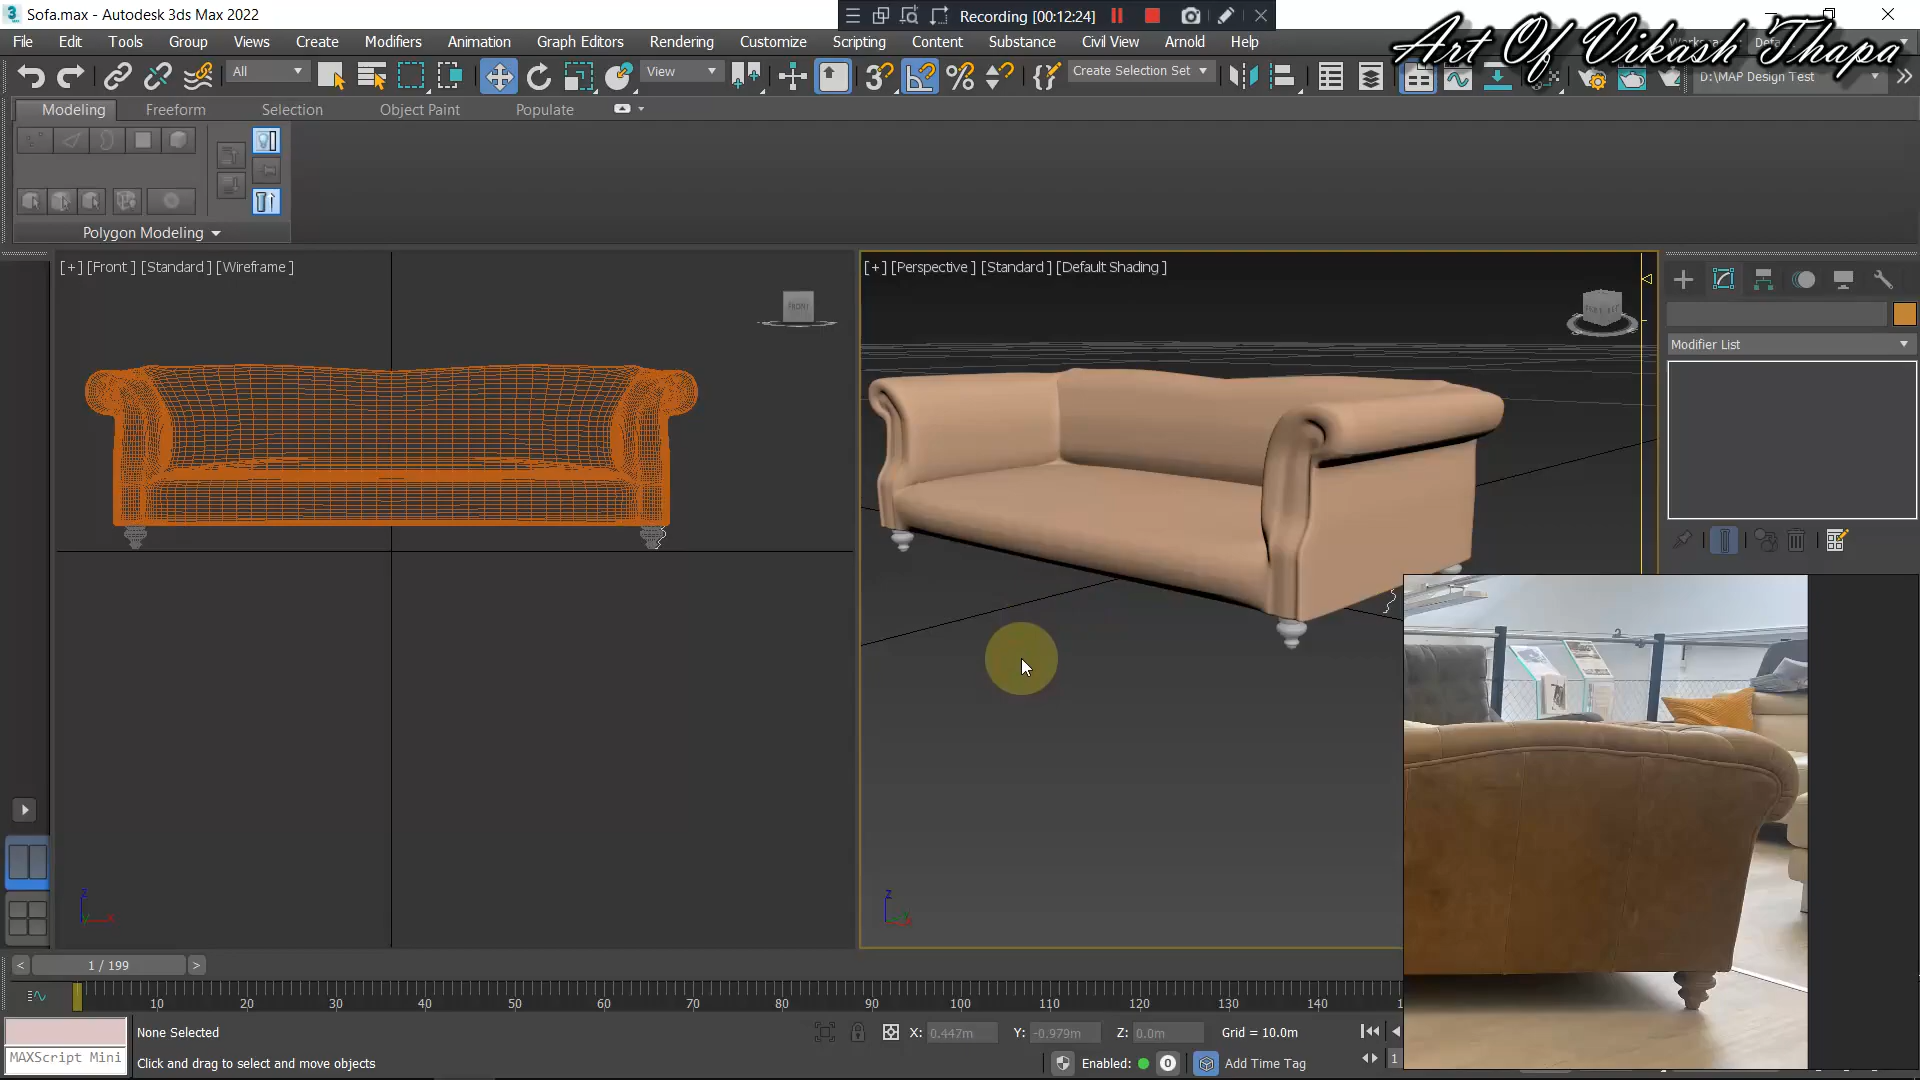 Sofa.max - Autodesk 3ds Max 2022
Recording [00:12:24]
Art Of Vikash Thapa
File Edit Tools Group Views Create Modifiers Animation Graph Editors Rendering Customize Scripting Content Substance Civil View Arnold Help
All View Create Selection Set D:\MAP Design Test
Modeling Freeform Selection Object Paint Populate
Polygon Modeling
[+] [Front ] [Standard ] [Wireframe ]
[+] [Perspective ] [Standard ] [Default Shading ]
FRONT
Modifier List
z
x
z
1 / 199
10 20 30 40 50 60 70 80 90 100 110 120 130 140
None Selected
X: 0.447m Y: -0.979m Z: 0.0m Grid = 10.0m
MAXScript Mini
Click and drag to select and move objects
Enabled: 0 Add Time Tag
1